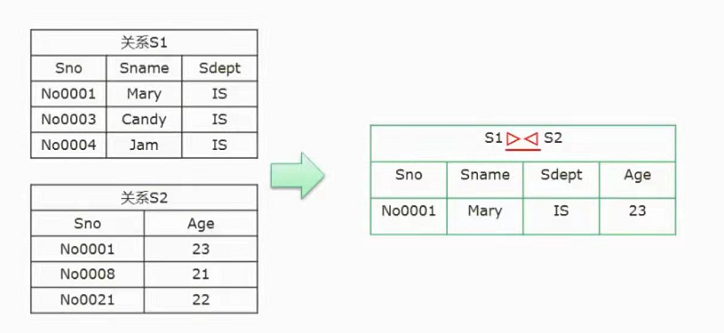 关系S1
Sno Sname Sdept
No0001 Mary IS
No0003 Candy IS
No0004 Jam IS
关系S2
Sno Age
No0001 23
No0008 21
No0021 22
S1 ▷◁ S2
Sno Sname Sdept Age
No0001 Mary IS 23